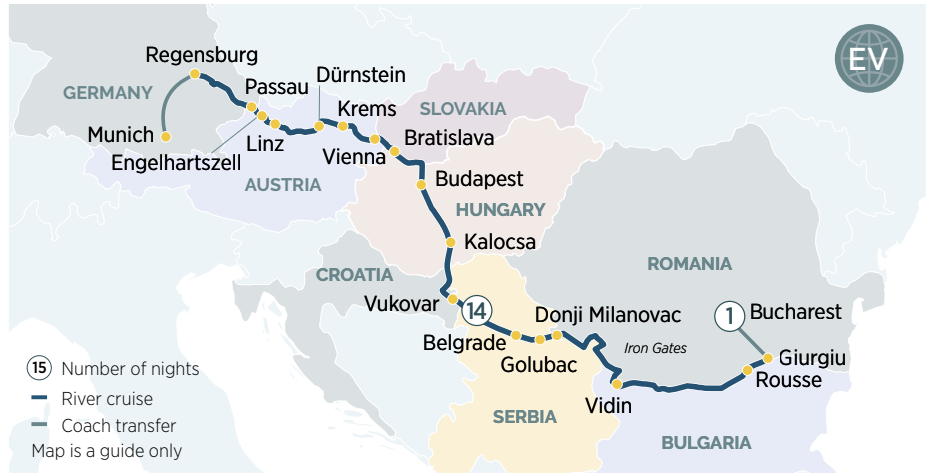 EV
Regensburg
GERMANY
Passau
Dürnstein
Krems
SLOVAKIA
Munich
Linz
Engelhartszell
Vienna
Bratislava
AUSTRIA
Budapest
HUNGARY
Kalocsa
CROATIA
ROMANIA
Vukovar
14
1
Bucharest
Donji Milanovac
Belgrade
Iron Gates
Golubac
Giurgiu
Rousse
Vidin
SERBIA
BULGARIA
15 Number of nights
River cruise
Coach transfer
Map is a guide only